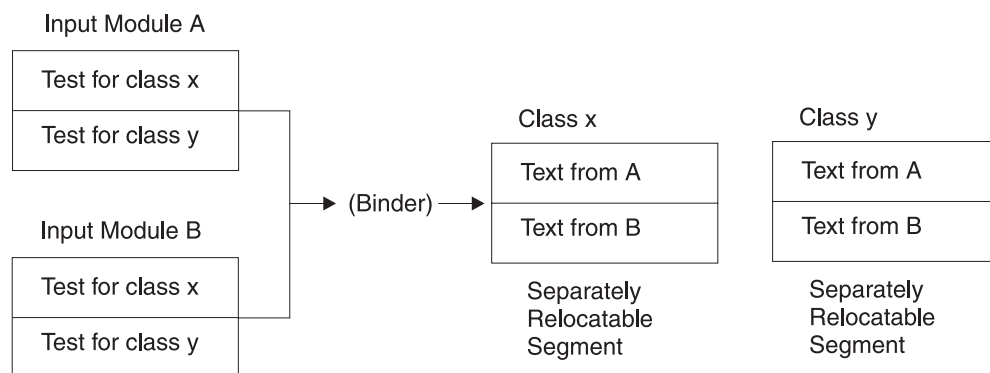 Input Module A
Test for class x
Test for class y
Input Module B
Test for class x
Test for class y
(Binder)
Class x
Text from A
Text from B
Separately
Relocatable
Segment
Class y
Text from A
Text from B
Separately
Relocatable
Segment